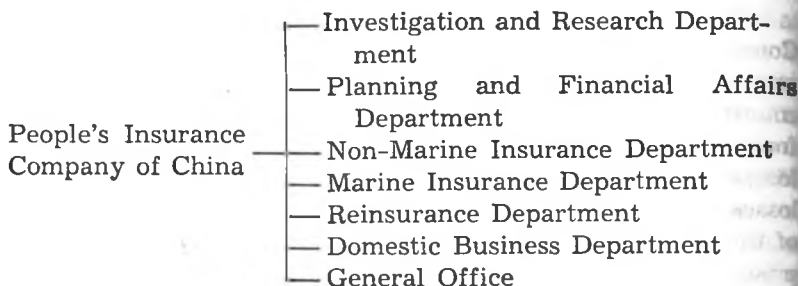 Investigation and Research Depart-
ment
Planning and Financial Affairs
Department
People's Insurance
Company of China
Non-Marine Insurance Department
Marine Insurance Department
Reinsurance Department
Domestic Business Department
General Office